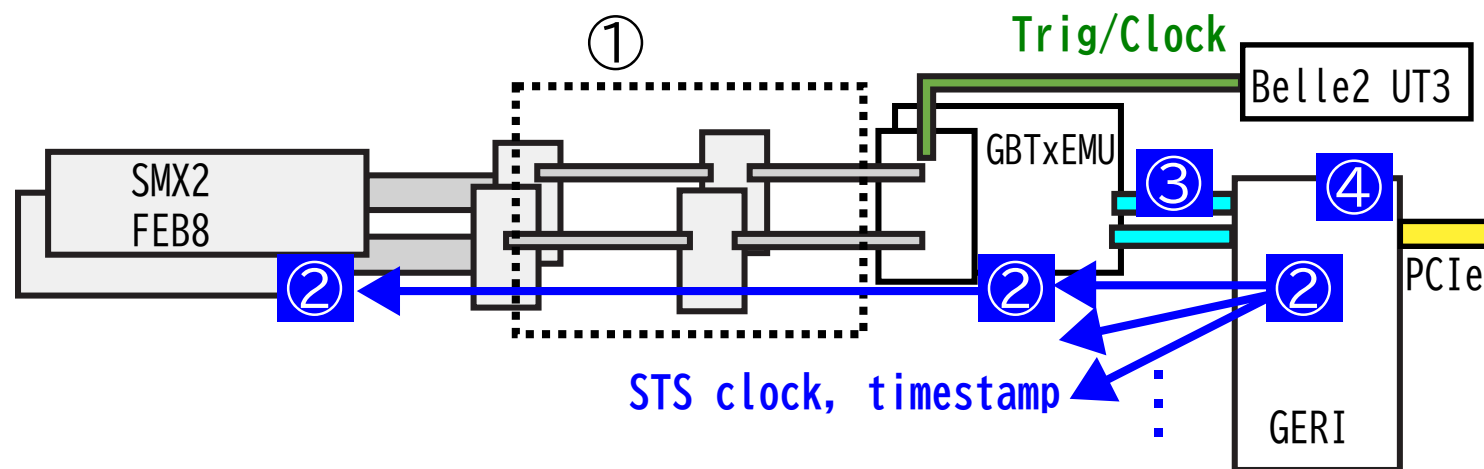 ①
Trig/Clock
Belle2 UT3
GBTxEMU
SMX2
FEB8
③
④
②
②
②
PCIe
STS clock, timestamp
GERI